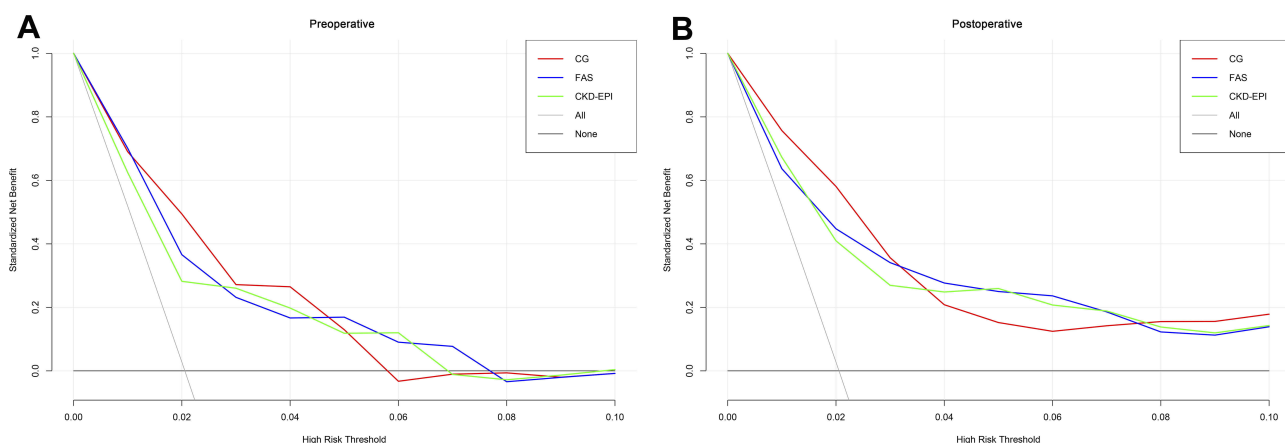 A
Preoperative
CG
FAS
CKD-EPI
All
None
Standardized Net Benefit
1.0
0.8
0.6
0.4
0.2
0.0
0.00
0.02
0.04
0.06
0.08
0.10
High Risk Threshold
B
Postoperative
CG
FAS
CKD-EPI
All
None
Standardized Net Benefit
1.0
0.8
0.6
0.4
0.2
0.0
0.00
0.02
0.04
0.06
0.08
0.10
High Risk Threshold